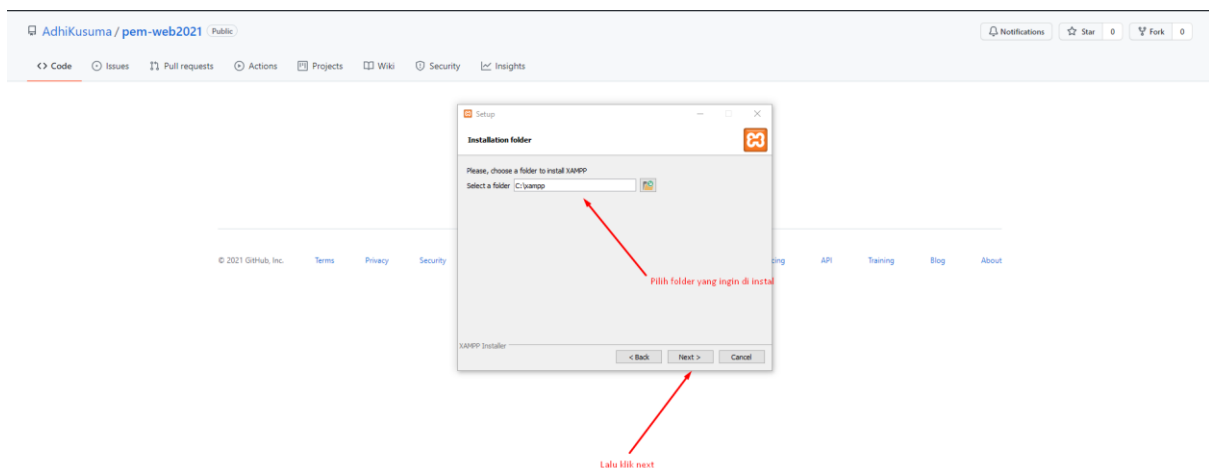 AdhiKusuma / pem-web2021 Public
Notifications Star 0 Fork 0
Code Issues Pull requests Actions Projects Wiki Security Insights
Setup
Installation folder
Please, choose a folder to install XAMPP
Select a folder C:\xampp
© 2021 GitHub, Inc. Terms Privacy Security API Training Blog About
Pilih folder yang ingin di instal
XAMPP Installer
< Back Next > Cancel
Lalu klik next